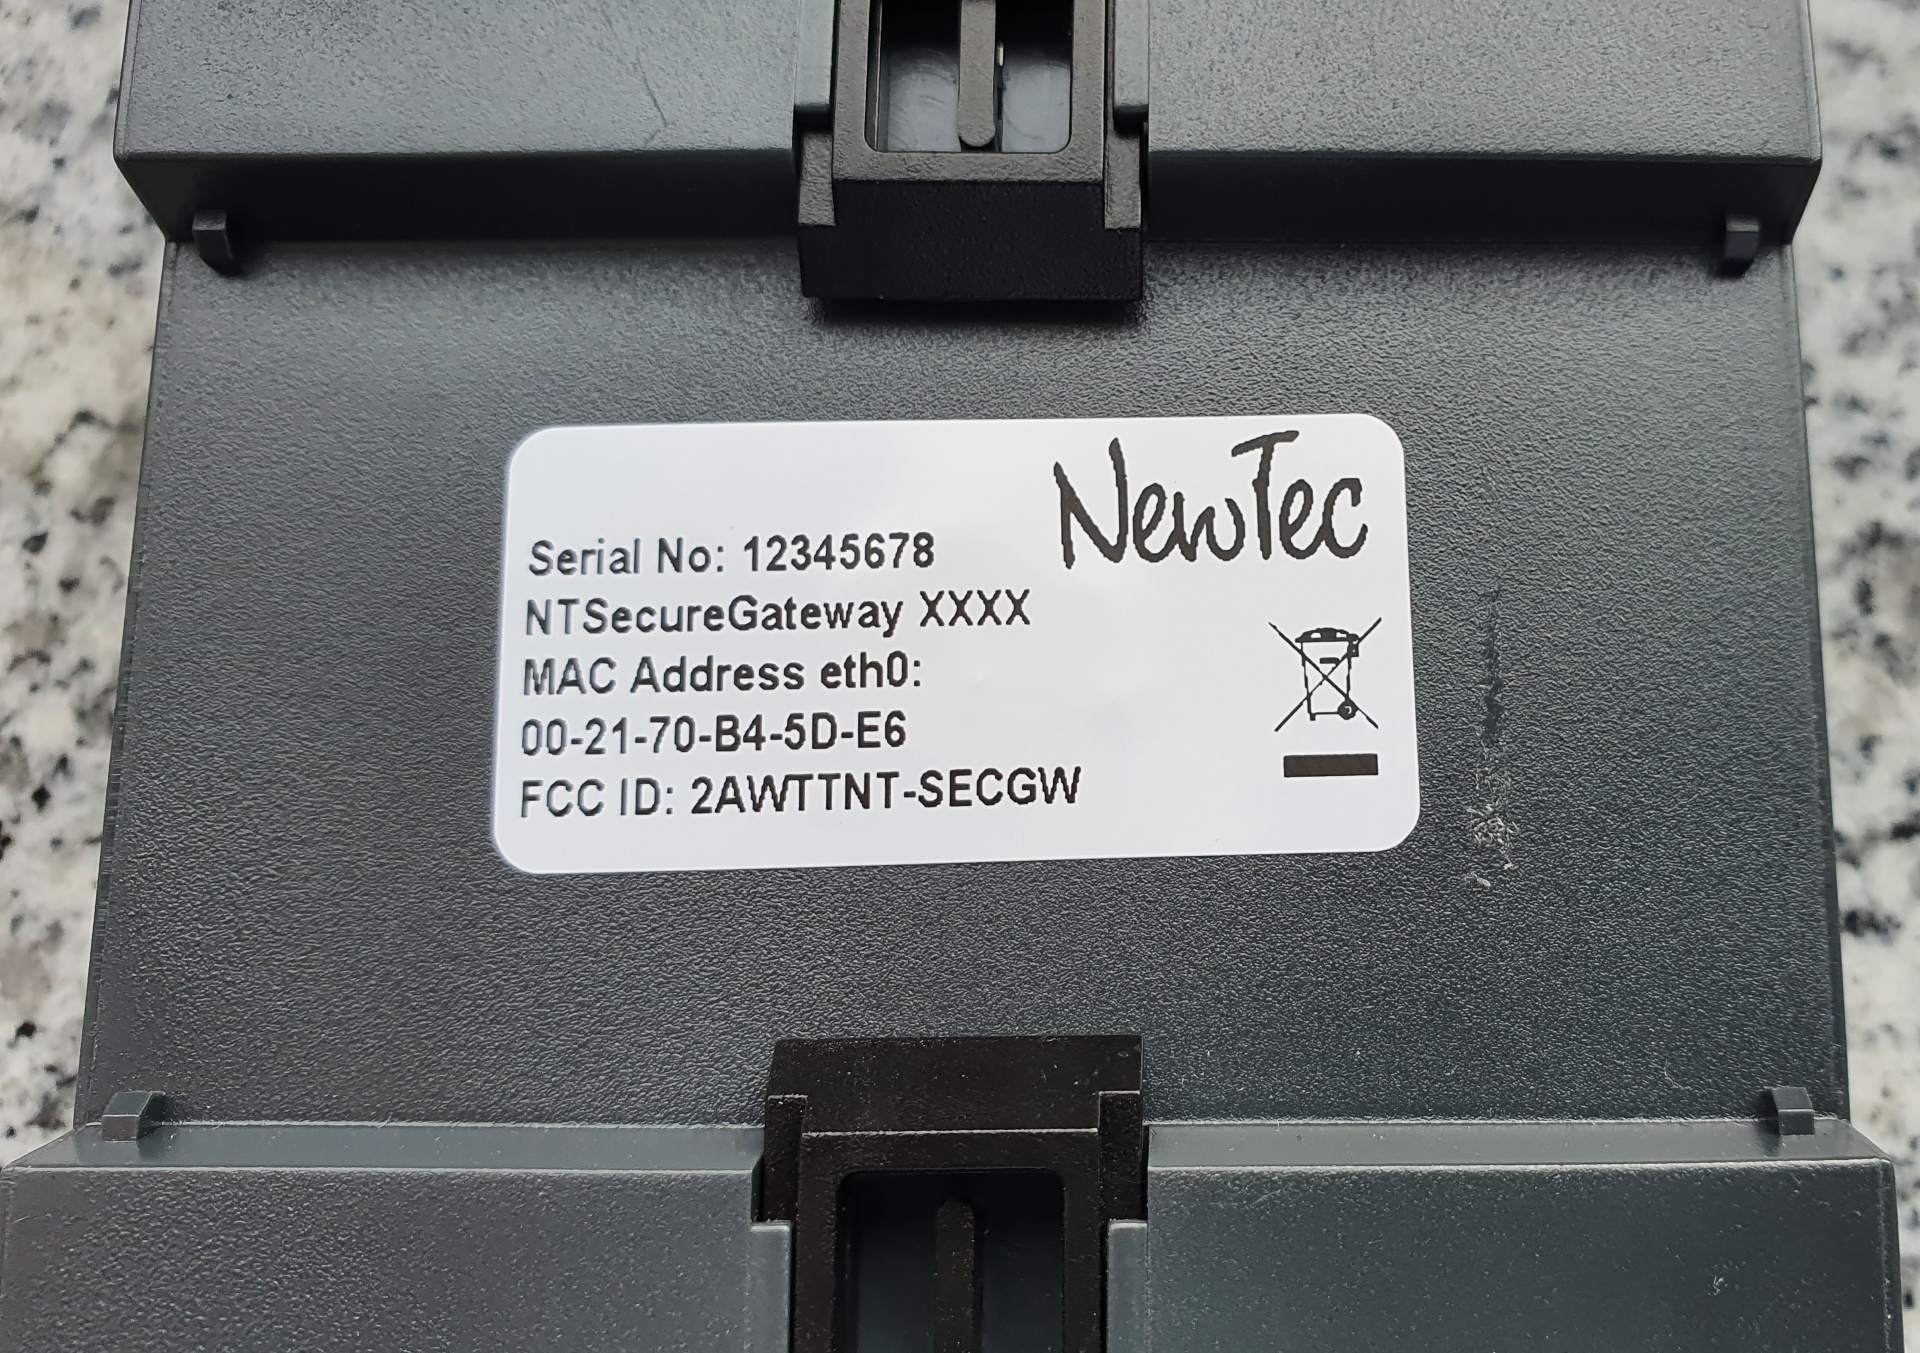 NewTec
Serial No: 12345678
NTSecureGateway XXXX
MAC Address eth0:
00-21-70-B4-5D-E6
FCC ID: 2AWTTNT-SECGW